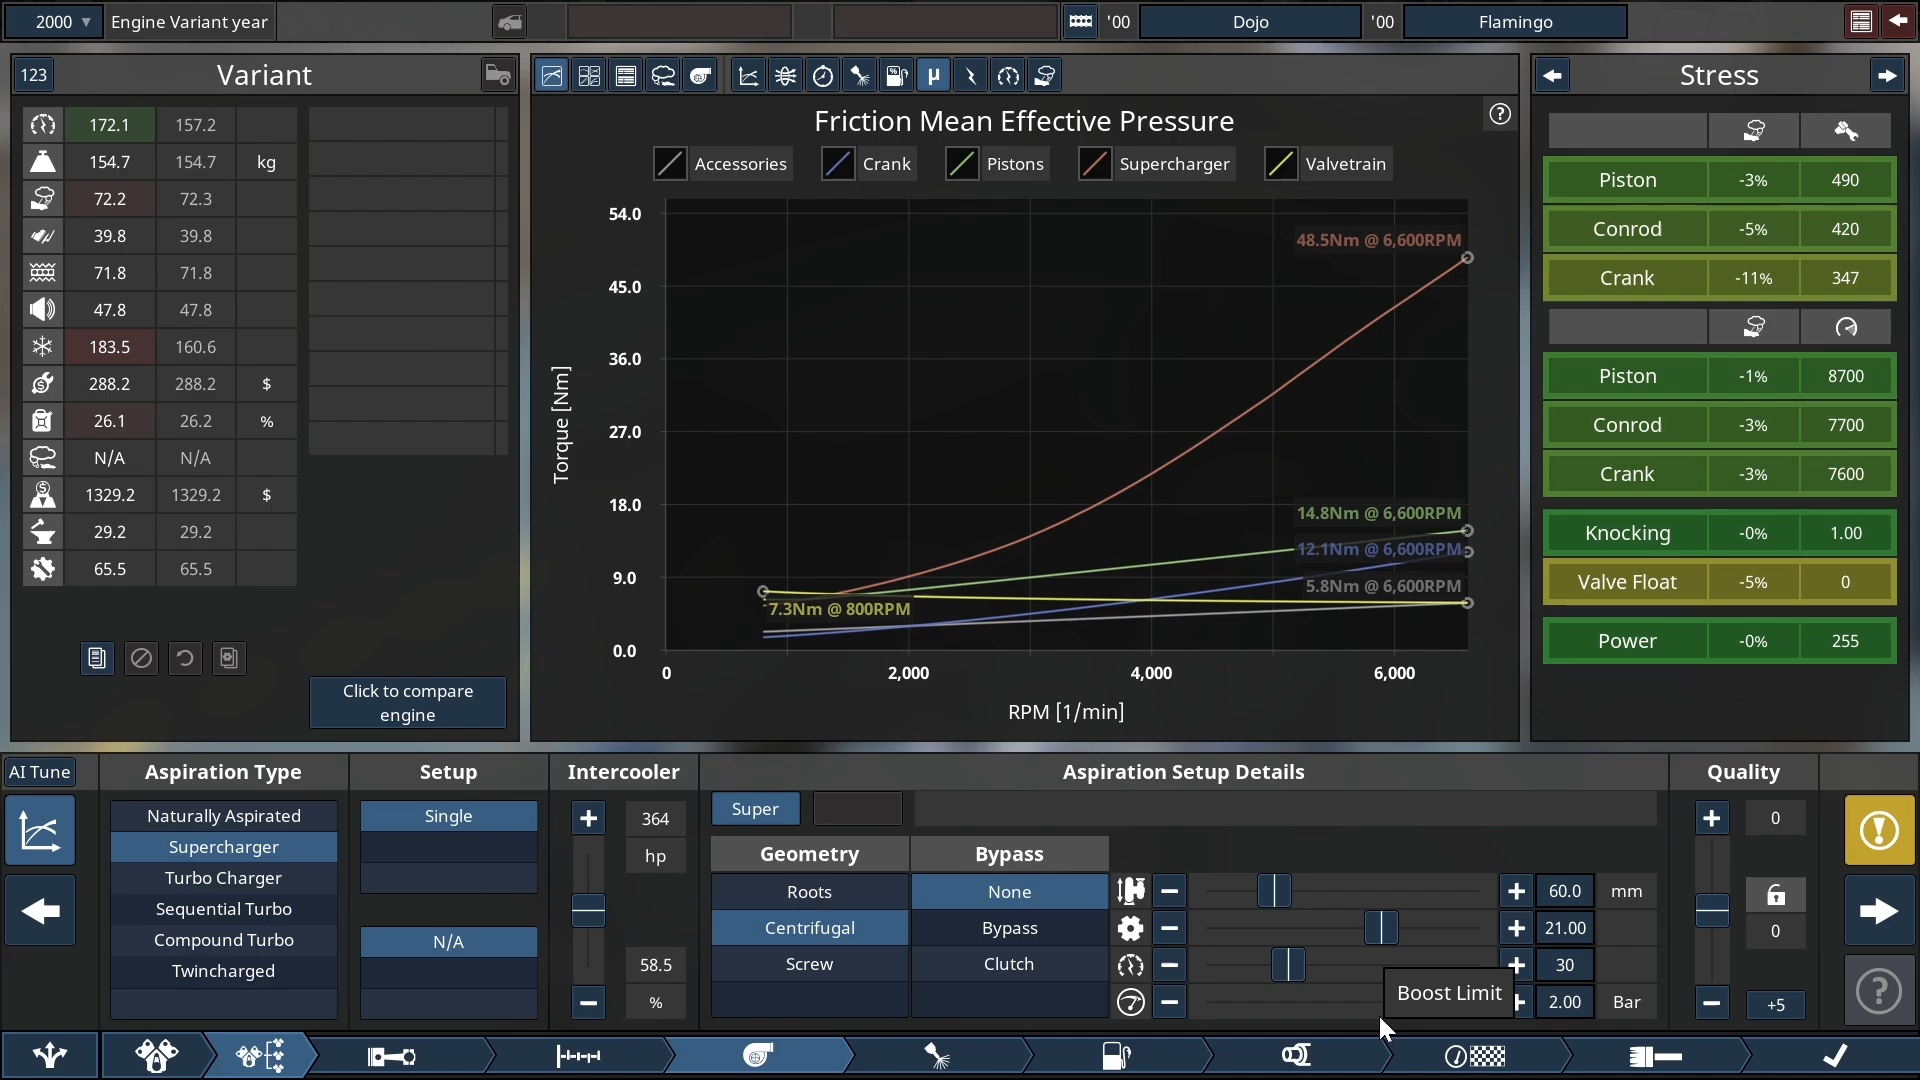 2000
Engine Variant year
'00
Dojo
'00
Flamingo
123
Variant
172.1 157.2
154.7 154.7 kg
72.2 72.3
39.8 39.8
71.8 71.8
47.8 47.8
183.5 160.6
288.2 288.2 $
26.1 26.2 %
N/A N/A
1329.2 1329.2 $
29.2 29.2
65.5 65.5
Click to compare
engine
μ
Friction Mean Effective Pressure
?
Accessories Crank Pistons Supercharger Valvetrain
54.0
45.0
36.0
27.0
18.0
9.0
0.0
Torque [Nm]
48.5Nm @ 6,600RPM
14.8Nm @ 6,600RPM
12.1Nm @ 6,600RPM
5.8Nm @ 6,600RPM
7.3Nm @ 800RPM
0 2,000 4,000 6,000
RPM [1/min]
Stress
Piston -3% 490
Conrod -5% 420
Crank -11% 347
Piston -1% 8700
Conrod -3% 7700
Crank -3% 7600
Knocking -0% 1.00
Valve Float -5% 0
Power -0% 255
AI Tune
Aspiration Type
Naturally Aspirated
Supercharger
Turbo Charger
Sequential Turbo
Compound Turbo
Twincharged
Setup
Single
N/A
Intercooler
364
hp
58.5
%
Aspiration Setup Details
Super
Geometry
Roots
Centrifugal
Screw
Bypass
None
Bypass
Clutch
60.0 mm
21.00
30
2.00 Bar
Boost Limit
Quality
0
0
+5
?